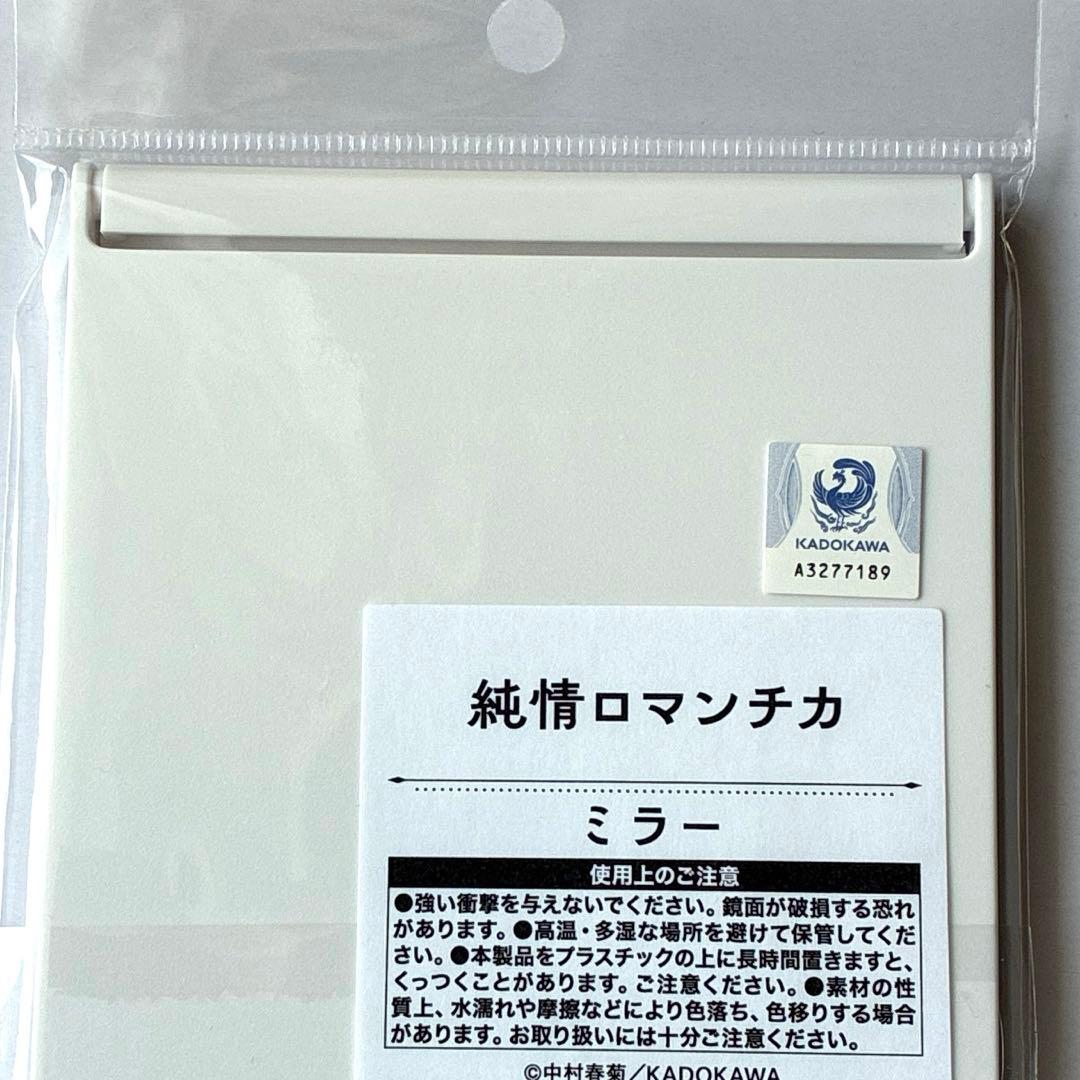 KADOKAWA
A3277189
純情ロマンチカ
ミラー
使用上のご注意
●強い衝撃を与えないでください。鏡面が破損する恐れ
があります。●高温・多湿な場所を避けて保管してくだ
さい。●本製品をプラスチックの上に長時間置きますと、
くっつくことがあります。ご注意ください。●素材の性
質上、水濡れや摩擦などにより色落ち、色移りする場合
があります。お取り扱いには十分ご注意ください。
©中村春菊／KADOKAWA